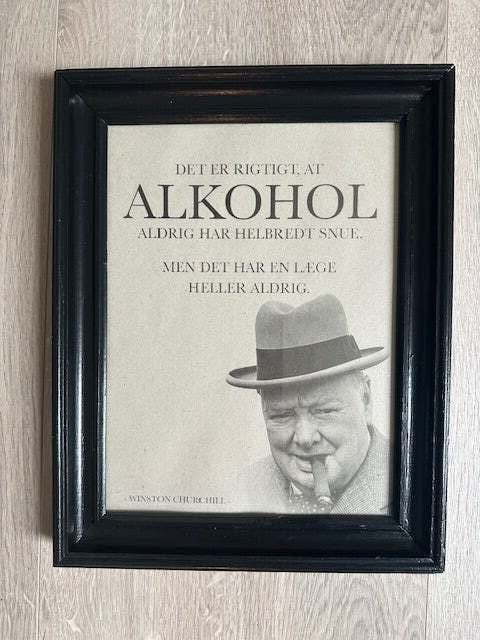 DET ER RIGTIGT, AT
ALKOHOL
ALDRIG HAR HELBREDT SNUE.
MEN DET HAR EN LÆGE
HELLER ALDRIG.
- WINSTON CHURCHILL -